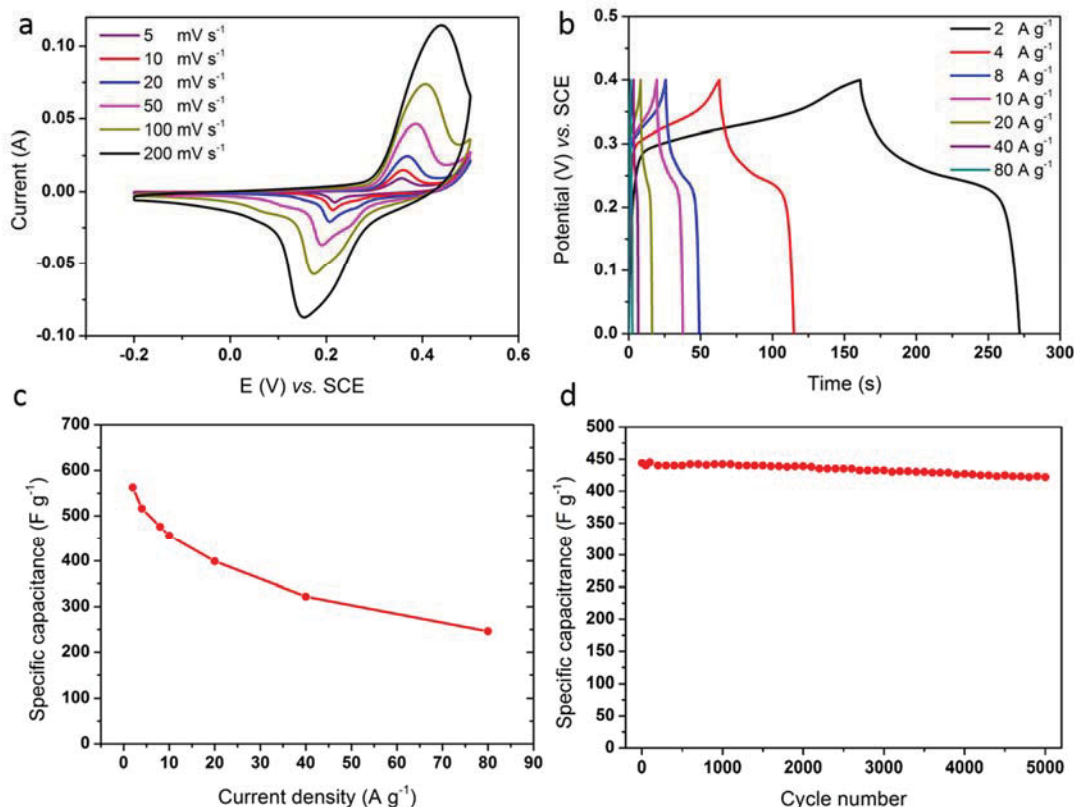 a
5 mV s⁻¹
10 mV s⁻¹
20 mV s⁻¹
50 mV s⁻¹
100 mV s⁻¹
200 mV s⁻¹
0.10
0.05
0.00
-0.05
-0.10
Current (A)
-0.2
0.0
0.2
0.4
0.6
E (V) vs. SCE
b
2 A g⁻¹
4 A g⁻¹
8 A g⁻¹
10 A g⁻¹
20 A g⁻¹
40 A g⁻¹
80 A g⁻¹
0.5
0.4
0.3
0.2
0.1
0.0
Potential (V) vs. SCE
0
50
100
150
200
250
300
Time (s)
c
700
600
500
400
300
200
100
0
Specific capacitance (F g⁻¹)
0
10
20
30
40
50
60
70
80
90
Current density (A g⁻¹)
d
500
450
400
350
300
250
200
150
100
50
0
Specific capacitrance (F g⁻¹)
0
1000
2000
3000
4000
5000
Cycle number